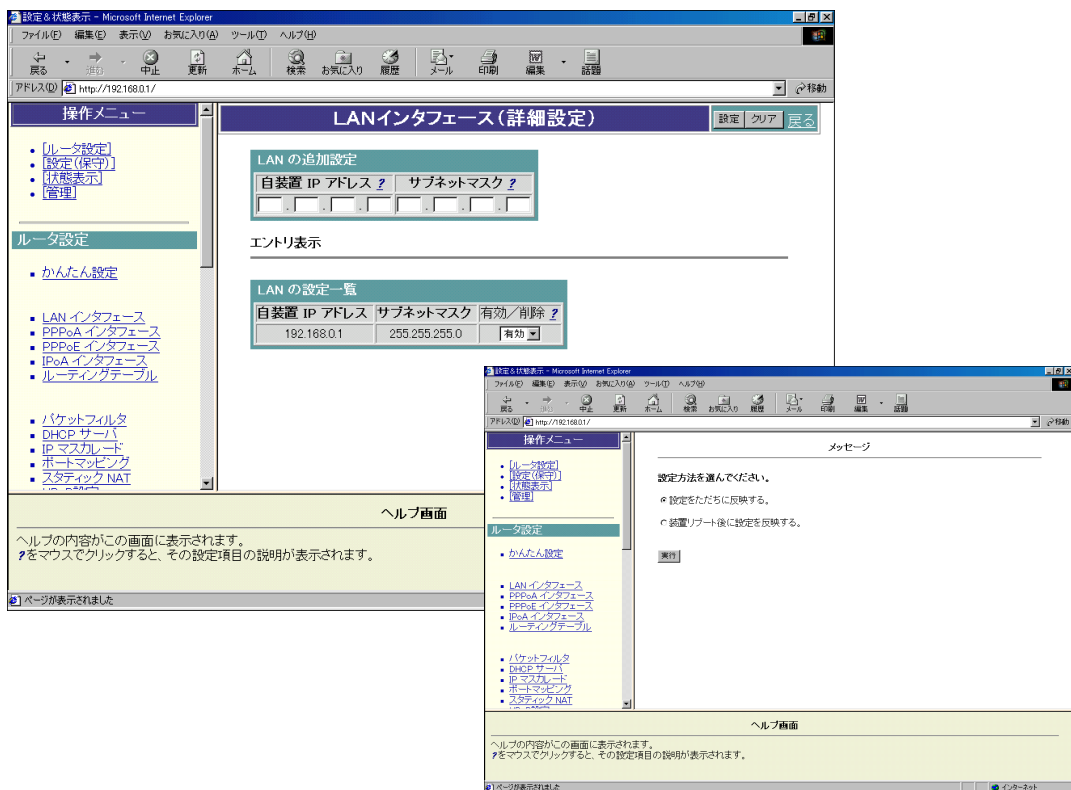 設定&状態表示 - Microsoft Internet Explorer
ファイル(F) 編集(E) 表示(V) お気に入り(A) ツール(T) ヘルプ(H)
戻る 進む 中止 更新 ホーム 検索 お気に入り 履歴 メール 印刷 編集 話題
アドレス(D) http://192.168.0.1/ 移動
操作メニュー
[ルータ設定]
[設定(保守)]
[状態表示]
[管理]
ルータ設定
かんたん設定
LAN インタフェース
PPPoA インタフェース
PPPoE インタフェース
IPoA インタフェース
ルーティングテーブル
パケットフィルタ
DHCP サーバ
IP マスカレード
ポートマッピング
スタティック NAT
LANインタフェース(詳細設定)
設定 クリア 戻る
LAN の追加設定
自装置 IP アドレス ? サブネットマスク ?
. . . . . .
エントリ表示
LAN の設定一覧
自装置 IP アドレス サブネットマスク 有効/削除 ?
192.168.0.1 255.255.255.0 有効
ヘルプ画面
ヘルプの内容がこの画面に表示されます。
?をマウスでクリックすると、その設定項目の説明が表示されます。
ページが表示されました
設定&状態表示 - Microsoft Internet Explorer
ファイル(F) 編集(E) 表示(V) お気に入り(A) ツール(T) ヘルプ(H)
戻る 進む 中止 更新 ホーム 検索 お気に入り 履歴 メール 印刷 編集 話題
アドレス(D) http://192.168.0.1/ 移動
操作メニュー
[ルータ設定]
[設定(保守)]
[状態表示]
[管理]
ルータ設定
かんたん設定
LAN インタフェース
PPPoA インタフェース
PPPoE インタフェース
IPoA インタフェース
ルーティングテーブル
パケットフィルタ
DHCP サーバ
IP マスカレード
ポートマッピング
スタティック NAT
メッセージ
設定方法を選んでください。
設定をただちに反映する。
装置リブート後に設定を反映する。
実行
ヘルプ画面
ヘルプの内容がこの画面に表示されます。
?をマウスでクリックすると、その設定項目の説明が表示されます。
ページが表示されました
インターネット